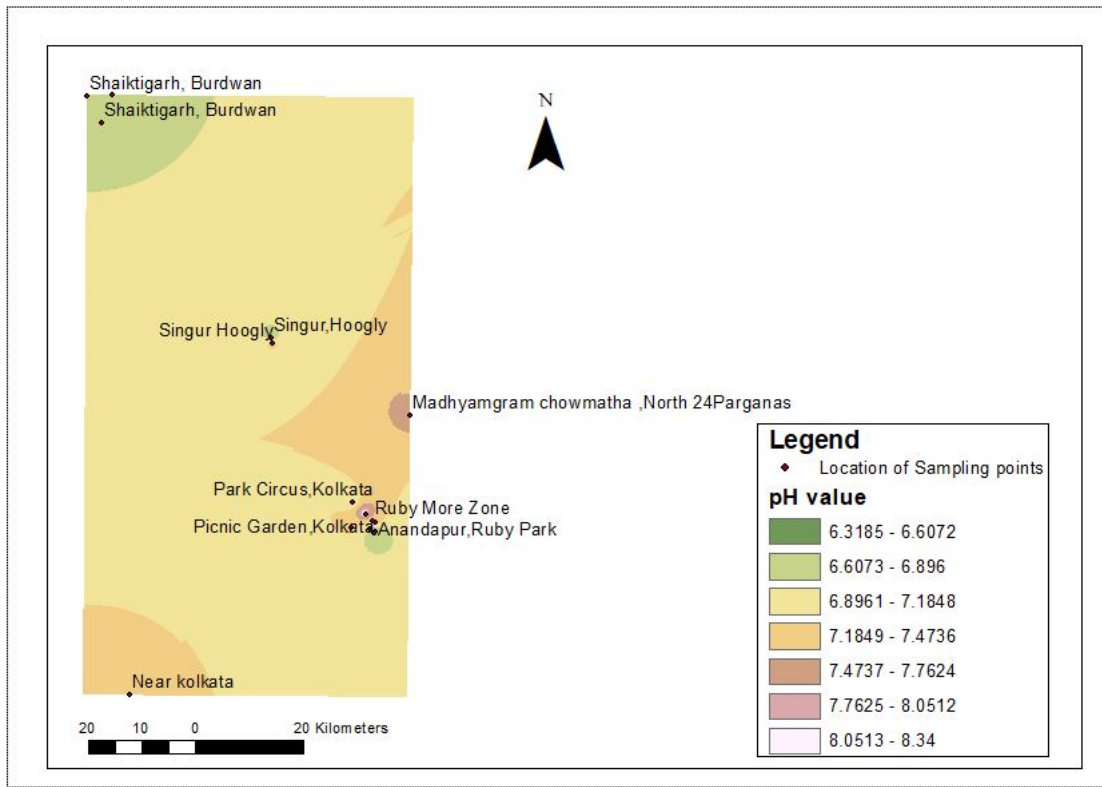 Shaiktigarh, Burdwan
Shaiktigarh, Burdwan
N
Singur Hoogly
Singur,Hoogly
Madhyamgram chowmatha ,North 24Parganas
Park Circus,Kolkata
Ruby More Zone
Picnic Garden,Kolkata
Anandapur,Ruby Park
Near kolkata
20 10 0 20 Kilometers
Legend
Location of Sampling points
pH value
6.3185 - 6.6072
6.6073 - 6.896
6.8961 - 7.1848
7.1849 - 7.4736
7.4737 - 7.7624
7.7625 - 8.0512
8.0513 - 8.34